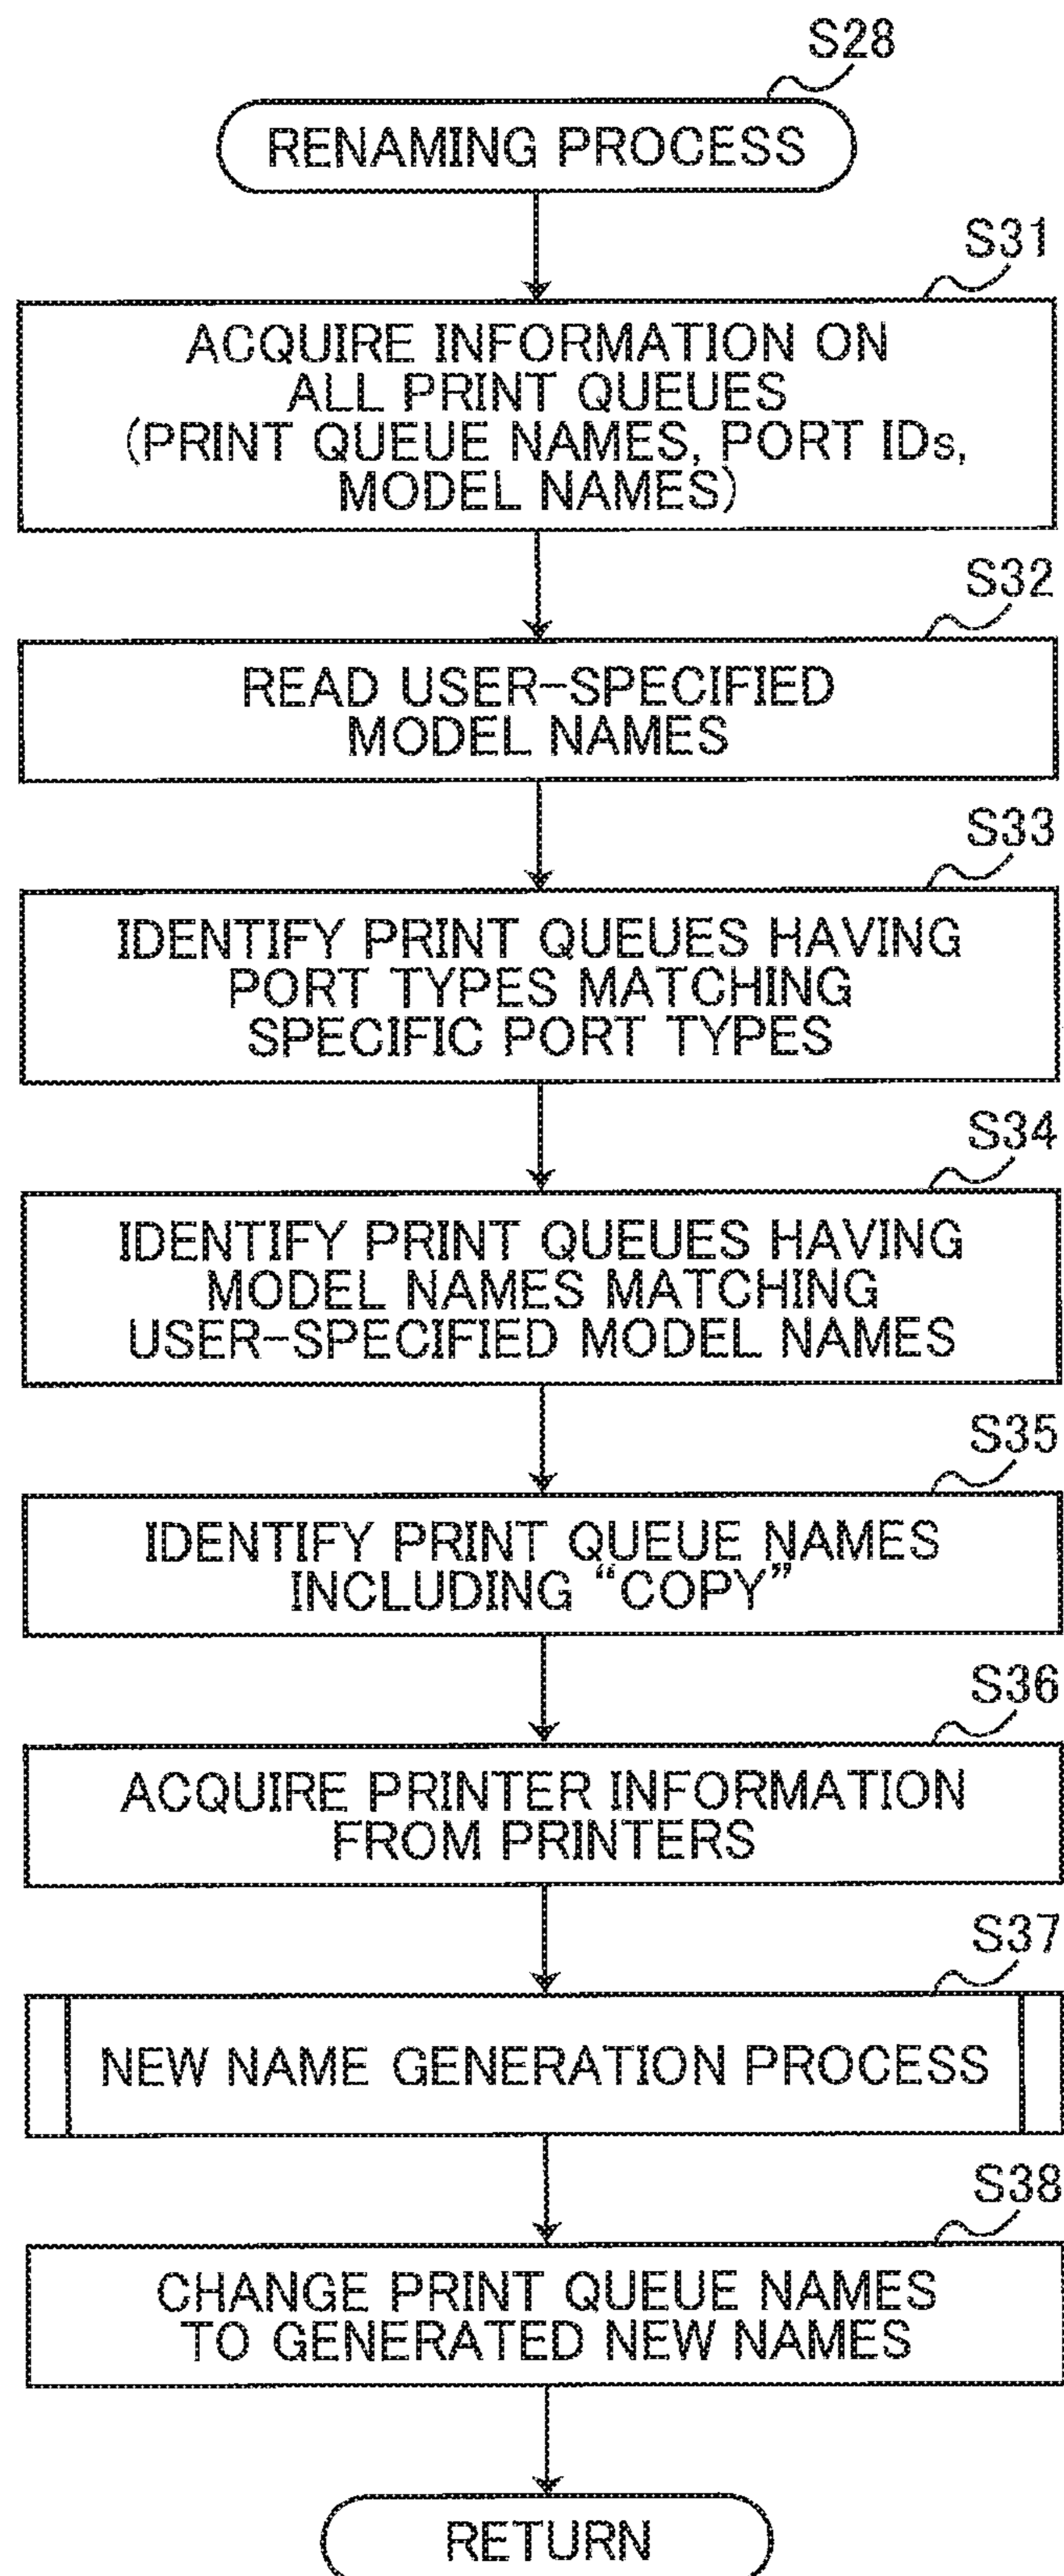 S28
RENAMING PROCESS
S31
ACQUIRE INFORMATION ON
ALL PRINT QUEUES
(PRINT QUEUE NAMES, PORT IDs,
MODEL NAMES)
S32
READ USER-SPECIFIED
MODEL NAMES
S33
IDENTIFY PRINT QUEUES HAVING
PORT TYPES MATCHING
SPECIFIC PORT TYPES
S34
IDENTIFY PRINT QUEUES HAVING
MODEL NAMES MATCHING
USER-SPECIFIED MODEL NAMES
S35
IDENTIFY PRINT QUEUE NAMES
INCLUDING “COPY”
S36
ACQUIRE PRINTER INFORMATION
FROM PRINTERS
S37
NEW NAME GENERATION PROCESS
S38
CHANGE PRINT QUEUE NAMES
TO GENERATED NEW NAMES
RETURN